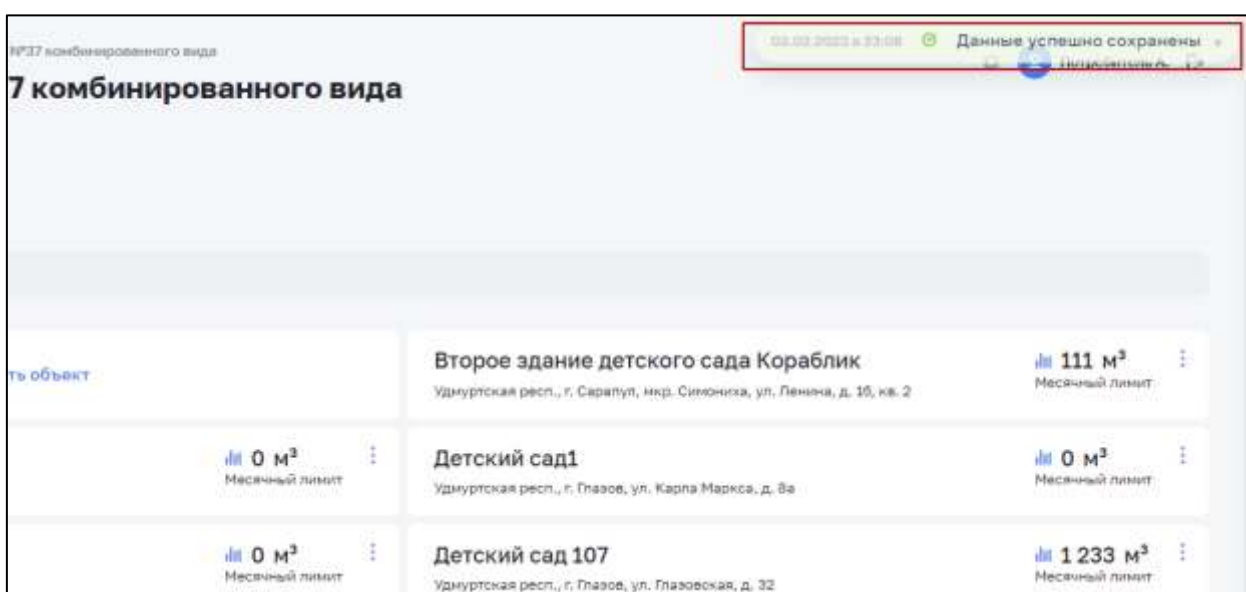 №37 комбинированного вида
Данные успешно сохранены
7 комбинированного вида
ть объект
Второе здание детского сада Кораблик
111 м³
Удмуртская респ., г. Сарапул, мкр. Симониха, ул. Ленина, д. 16, кв. 2
Месячный лимит
0 м³
Месячный лимит
Детский сад1
0 м³
Удмуртская респ., г. Глазов, ул. Карла Маркса, д. 8а
Месячный лимит
0 м³
Месячный лимит
Детский сад 107
1 233 м³
Удмуртская респ., г. Глазов, ул. Глазовская, д. 32
Месячный лимит